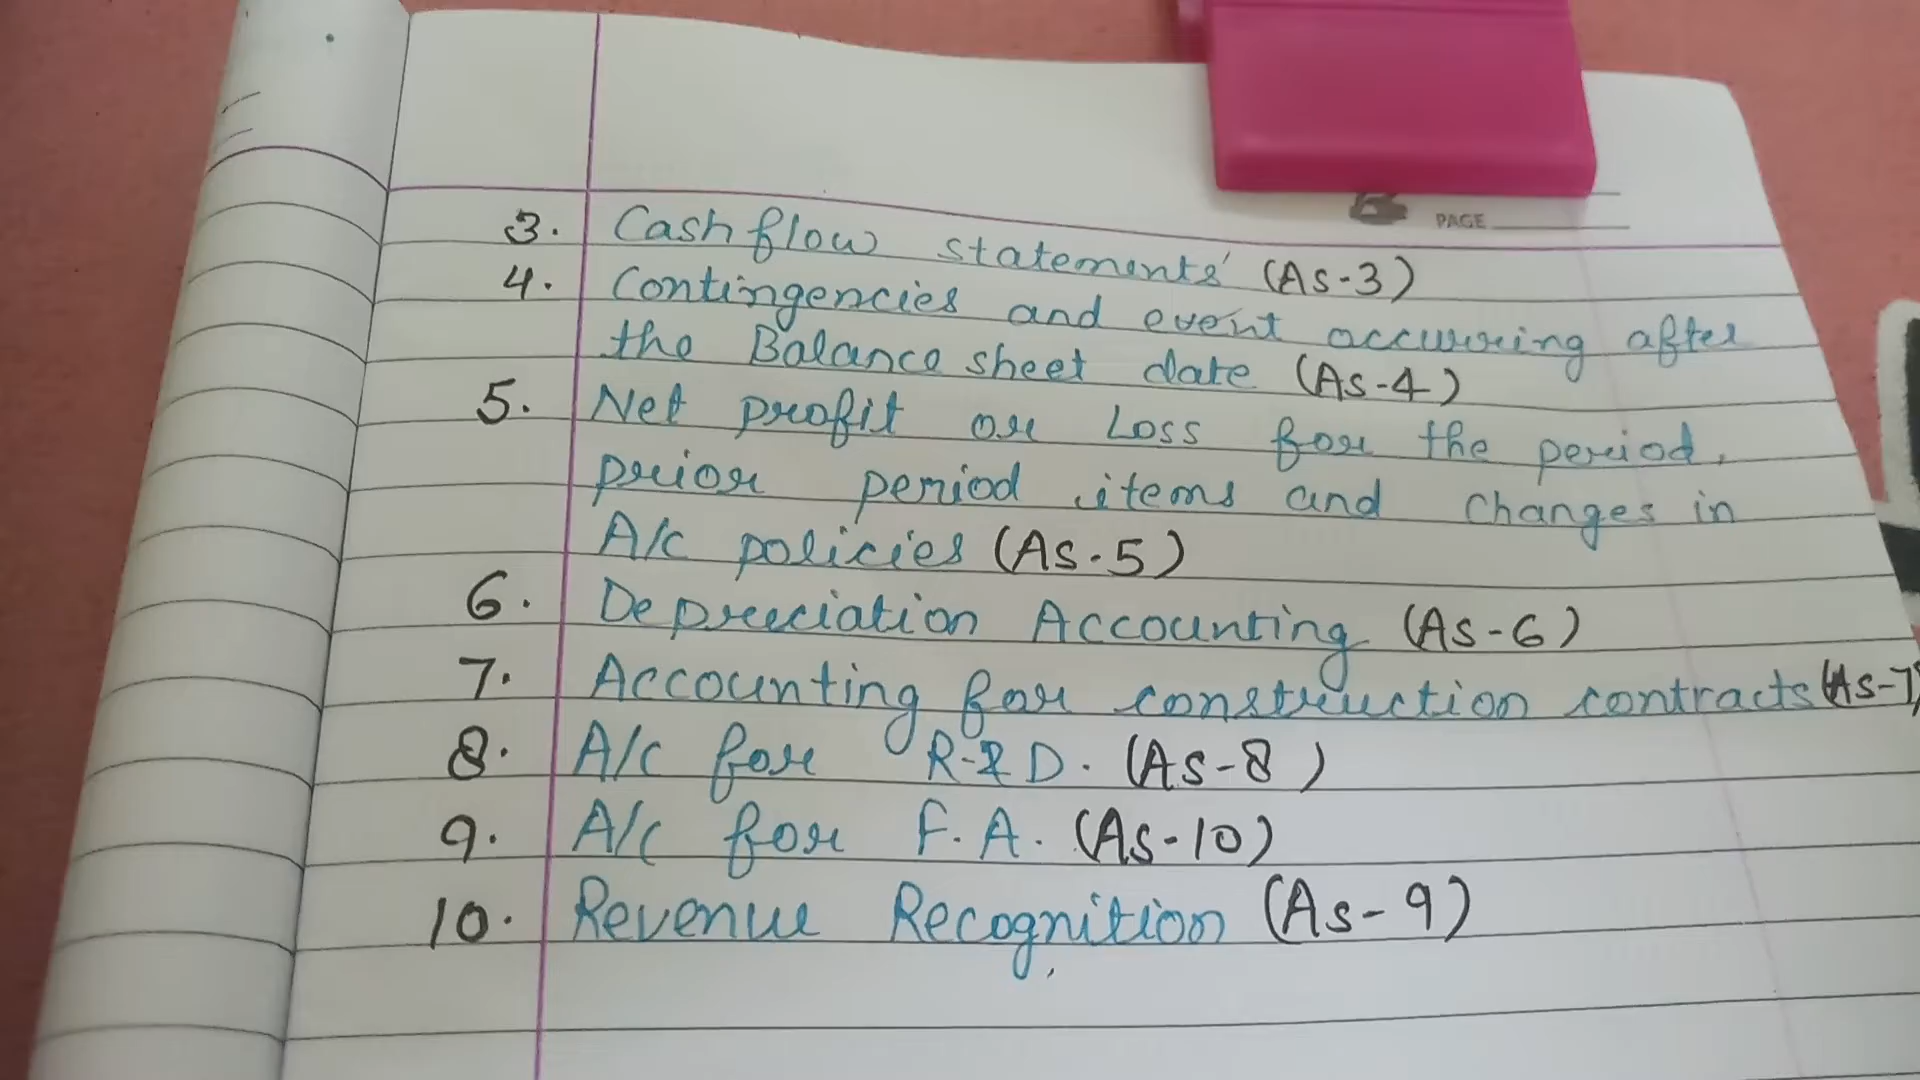 PAGE
3. Cash flow statements (AS-3)
4. Contingencies and event occurring after
the Balance sheet date (AS-4)
5. Net profit or Loss for the period,
prior period items and changes in
A/c policies (AS-5)
6. Depreciation Accounting (AS-6)
7. Accounting for construction contracts (AS-7)
8. A/c for R & D. (AS-8)
9. A/c for F.A. (AS-10)
10. Revenue Recognition (AS-9)